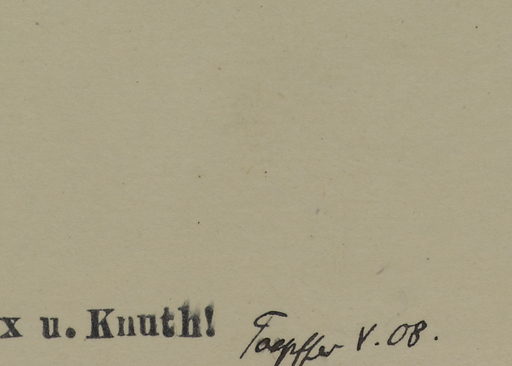 x u. Knuth!
Toepffer V. 08.